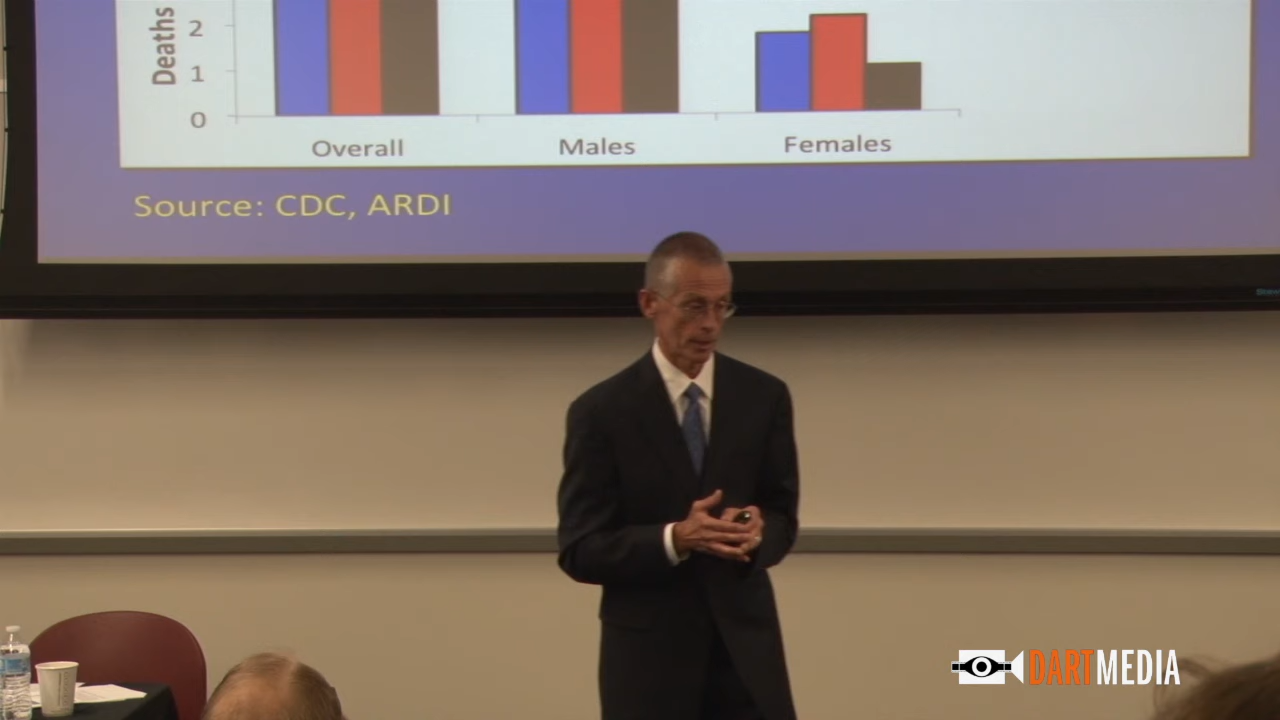 Deaths
2
1
0
Overall
Males
Females
Source: CDC, ARDI
DARTMEDIA